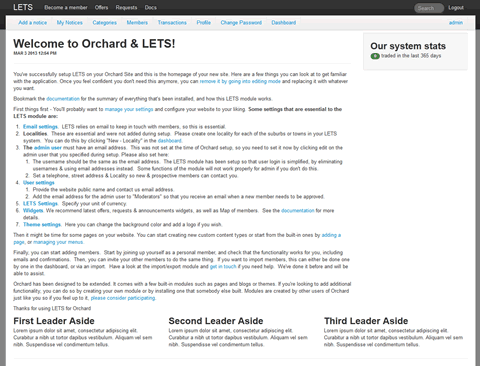 LETS Become a member Offers Requests Docs Search Logout
Add a notice My Notices Categories Members Transactions Profile Change Password Dashboard admin
Welcome to Orchard & LETS!
MAR 3 2013 12:54 PM
Our system stats
0 traded in the last 365 days
You've successfully setup LETS on your Orchard Site and this is the homepage of your new site. Here are a few things you can look at to get familiar
with the application. Once you feel confident you don't need this anymore, you can remove it by going into editing mode and replacing it with whatever
you want.
Bookmark the documentation for the summary of everything that's been installed, and how this LETS module works.
First things first - You'll probably want to manage your settings and configure your website to your liking. Some settings that are essential to the
LETS module are:
1. Email settings. LETS relies on email to keep in touch with members, so this is essential.
2. Localities. These are essential and were not added during setup. Please create one locality for each of the suburbs or towns in your LETS
system. You can do this by clicking "New - Locality" in the dashboard.
3. The admin user must have an email address. This was not set at the time of Orchard setup, so you need to set it now by clicking edit on the
admin user that you specified during setup. Please also set here:
1. The username should be the same as the email address. The LETS module has been setup so that user login is simplified, by eliminating
usernames & using email addresses instead. Some functions of the module will not work properly for admin if you don't do this.
2. Set a telephone, street address & Locality so new & prospective members can contact you.
4. User settings
1. Provide the website public name and contact us email address.
2. Add the email address for the admin user to "Moderators" so that you receive an email when a new member needs to be approved.
5. LETS Settings. Specify your unit of currency.
6. Widgets. We recommend latest offers, requests & announcements widgets, as well as Map of members. See the documentation for more
details.
7. Theme settings. Here you can change the background color and add a logo if you wish.
Then it might be time for some pages on your website. You can start creating new custom content types or start from the built-in ones by adding a
page, or managing your menus.
Finally, you can start adding members. Start by joining up yourself as a personal member, and check that the functionality works for you, including
emails and confirmations. Then, you can invite your other members to do the same thing. If you want to import members, this can either be done one
by one in the dashboard, or via an import. Have a look at the import/export module and get in touch if you need help. We've done it before and will be
able to assist.
Orchard has been designed to be extended. It comes with a few built-in modules such as pages and blogs or themes. If you're looking to add additional
functionality, you can do so by creating your own module or by installing one that somebody else built. Modules are created by other users of Orchard
just like you so if you feel up to it, please consider participating.
Thanks for using LETS for Orchard
First Leader Aside
Lorem ipsum dolor sit amet, consectetur adipiscing elit.
Curabitur a nibh ut tortor dapibus vestibulum. Aliquam vel sem
nibh. Suspendisse vel condimentum tellus.
Second Leader Aside
Lorem ipsum dolor sit amet, consectetur adipiscing elit.
Curabitur a nibh ut tortor dapibus vestibulum. Aliquam vel sem
nibh. Suspendisse vel condimentum tellus.
Third Leader Aside
Lorem ipsum dolor sit amet, consectetur adipiscing elit.
Curabitur a nibh ut tortor dapibus vestibulum. Aliquam vel sem
nibh. Suspendisse vel condimentum tellus.